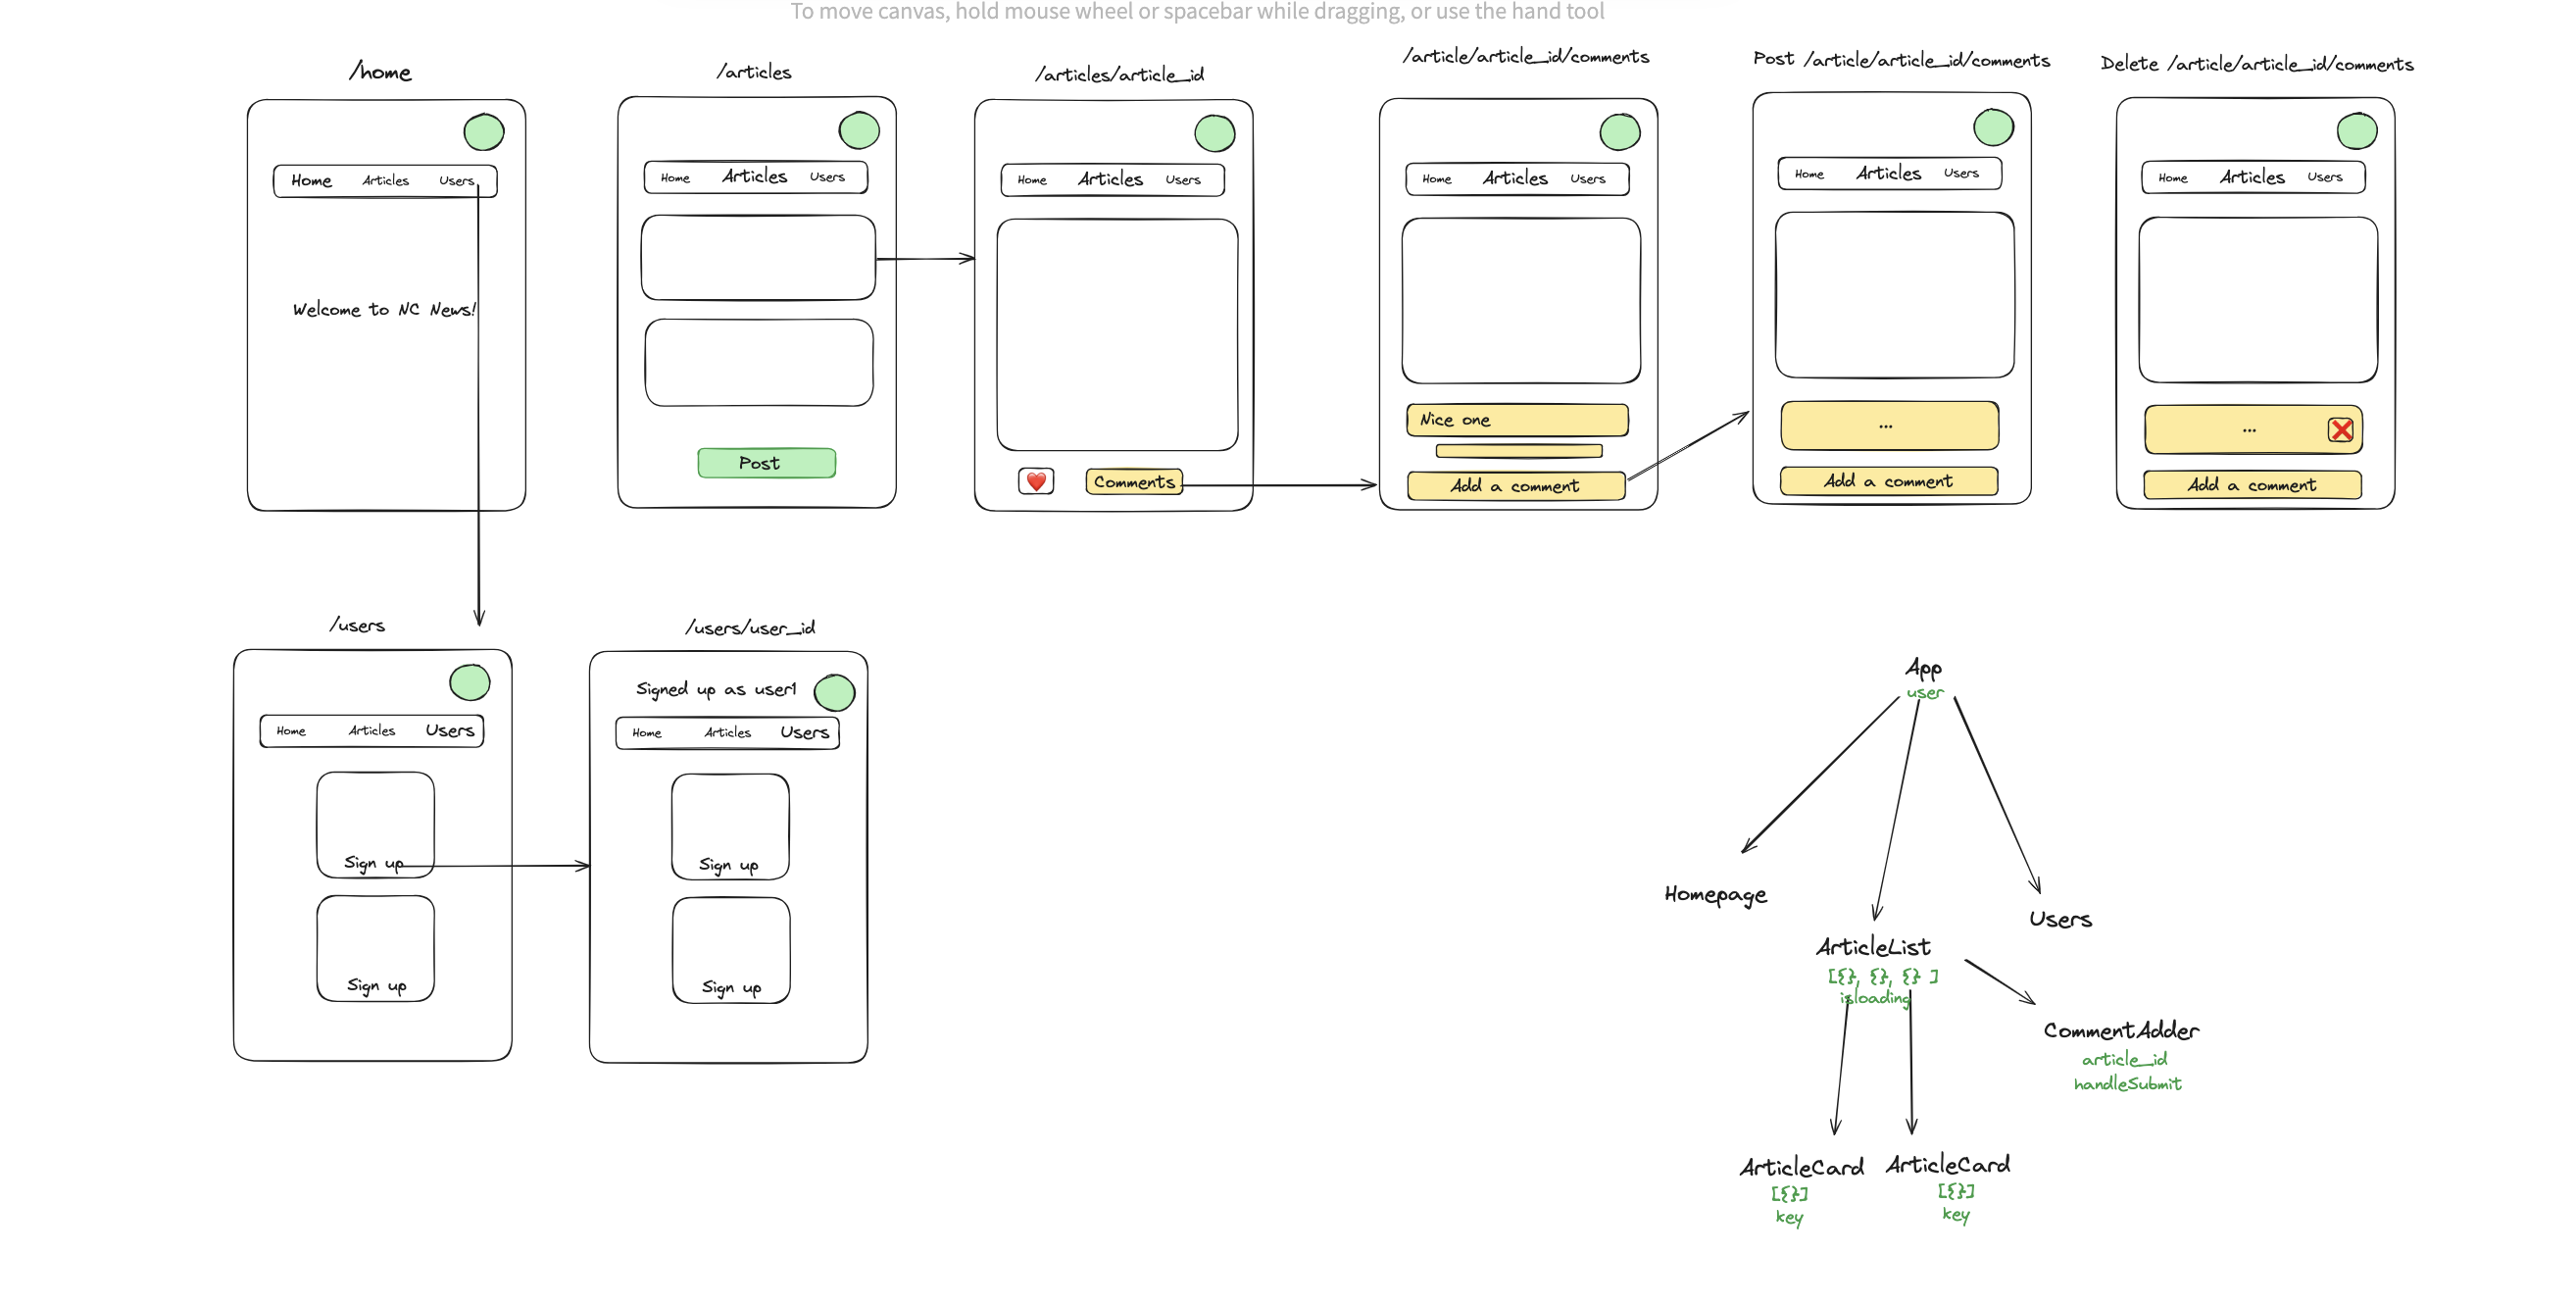 To move canvas, hold mouse wheel or spacebar while dragging, or use the hand tool
/home
Home Articles Users
Welcome to NC News!
/articles
Home Articles Users
Post
/articles/article_id
Home Articles Users
Comments
/article/article_id/comments
Home Articles Users
Nice one
Add a comment
Post /article/article_id/comments
Home Articles Users
...
Add a comment
Delete /article/article_id/comments
Home Articles Users
...
Add a comment
/users
Home Articles Users
Sign up
Sign up
/users/user_id
Signed up as user1
Home Articles Users
Sign up
Sign up
App
user
Homepage
Users
ArticleList
[{}, {}, {} ]
isloading
CommentAdder
article_id
handleSubmit
ArticleCard
[{}]
key
ArticleCard
[{}]
key